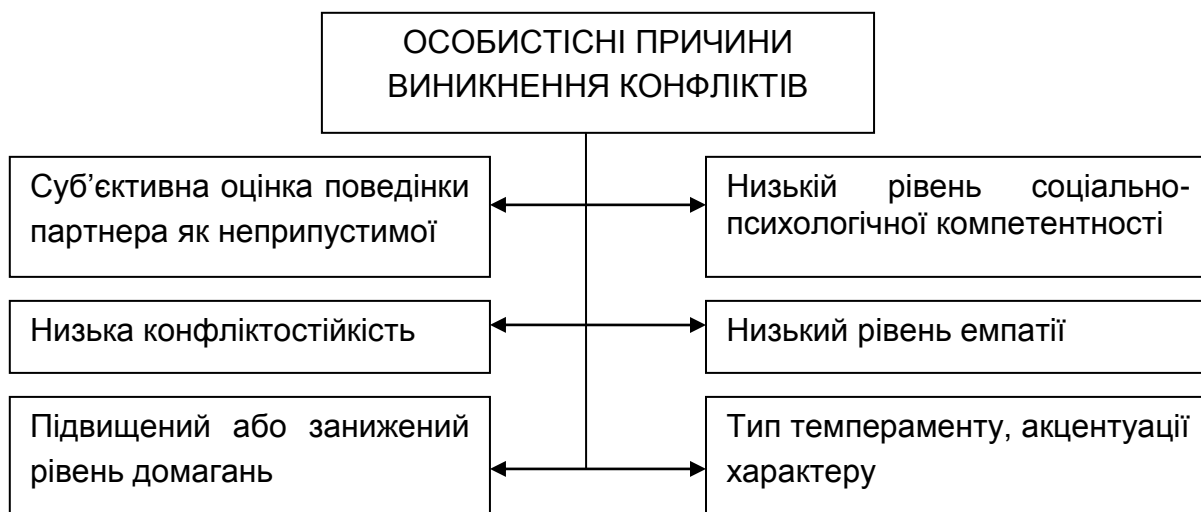 ОСОБИСТІСНІ ПРИЧИНИ
ВИНИКНЕННЯ КОНФЛІКТІВ
Суб’єктивна оцінка поведінки
партнера як неприпустимої
Низькій рівень соціально-
психологічної компетентності
Низька конфліктостійкість
Низький рівень емпатії
Підвищений або занижений
рівень домагань
Тип темпераменту, акцентуації
характеру